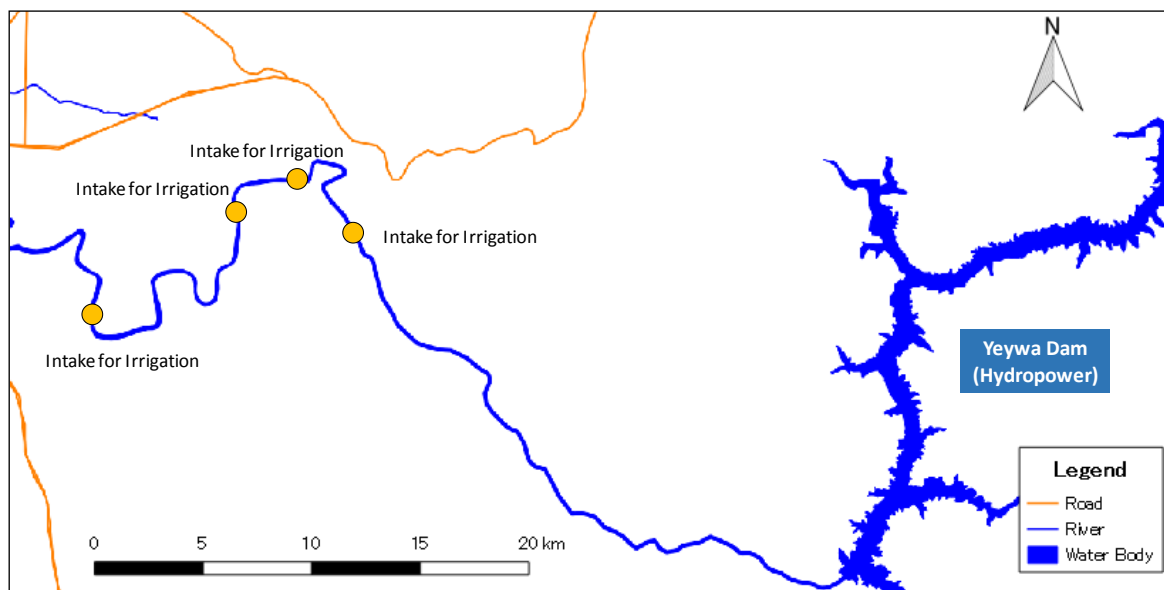 N
Intake for Irrigation
Intake for Irrigation
Intake for Irrigation
Intake for Irrigation
Yeywa Dam
(Hydropower)
Legend
Road
River
Water Body
0 5 10 15 20 km